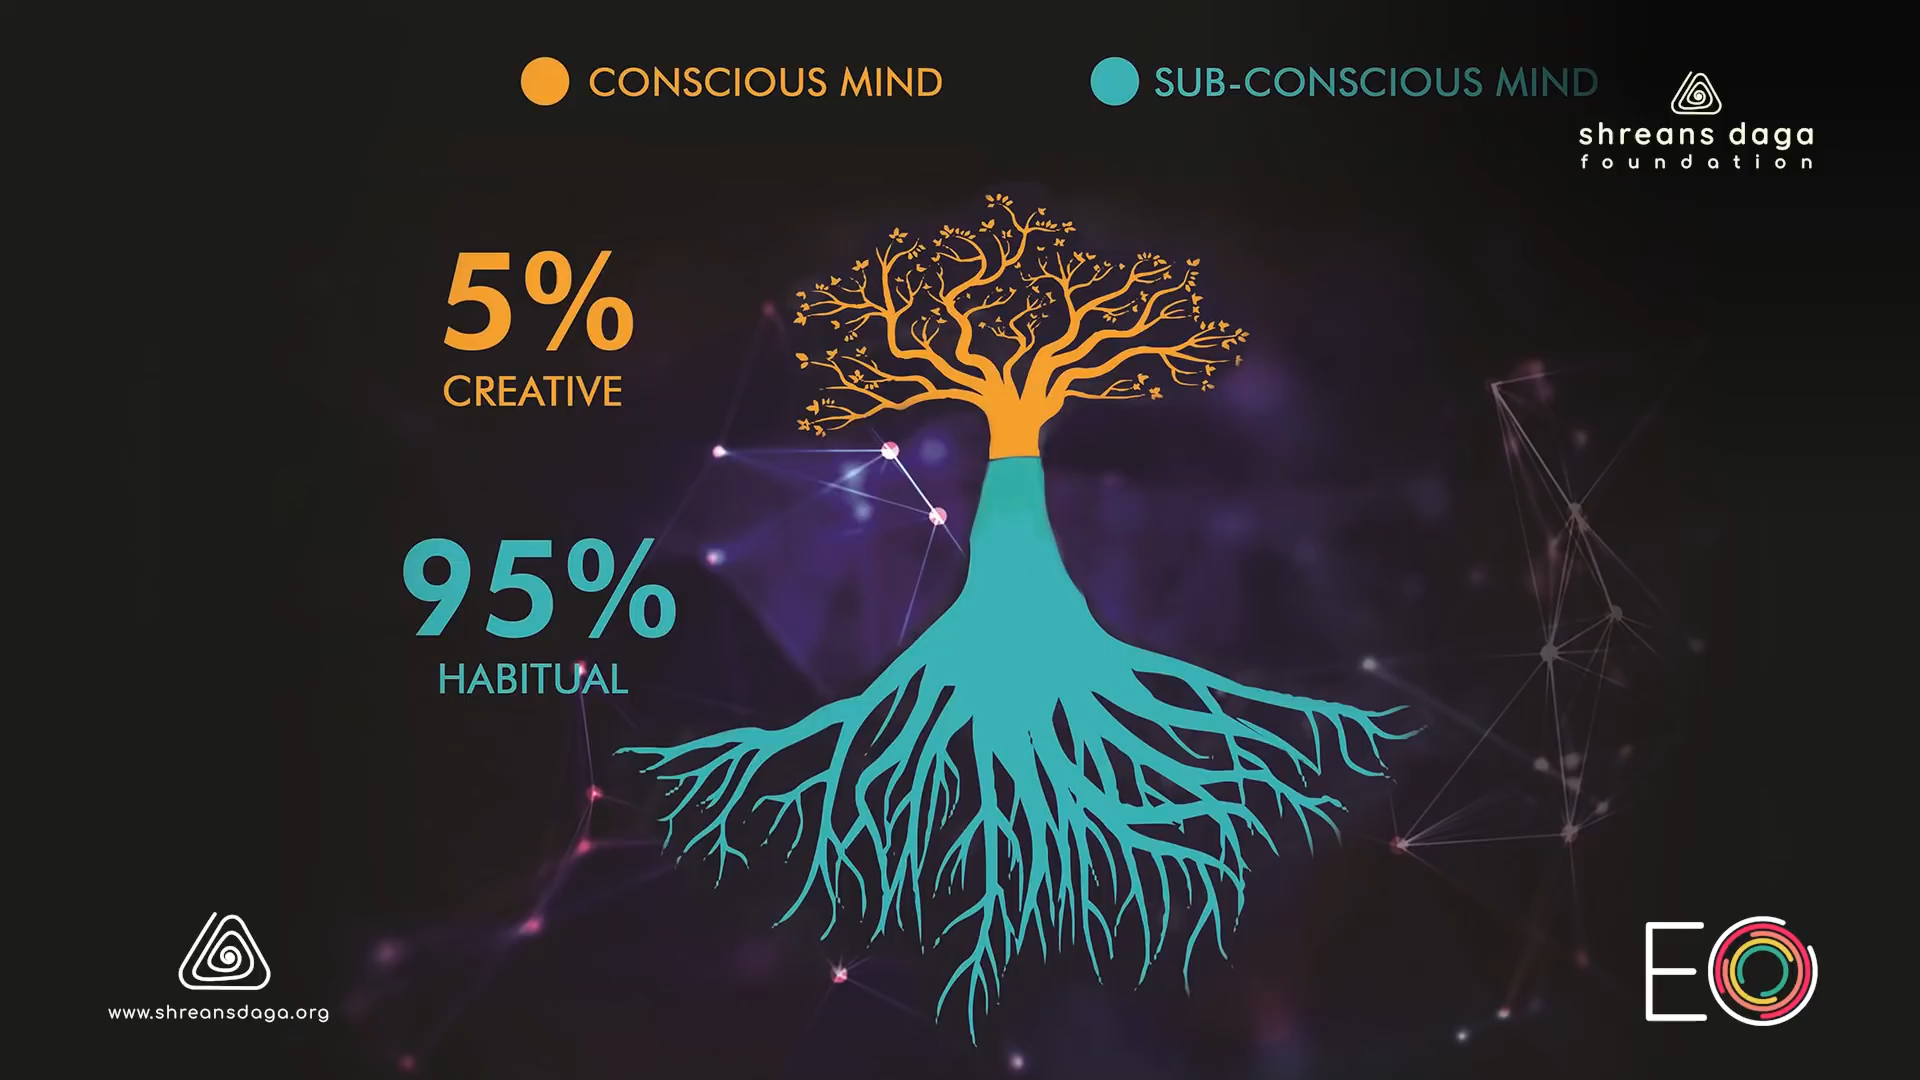 CONSCIOUS MIND
SUB-CONSCIOUS MIND
shreans daga
foundation
5%
CREATIVE
95%
HABITUAL
www.shreansdaga.org
EO